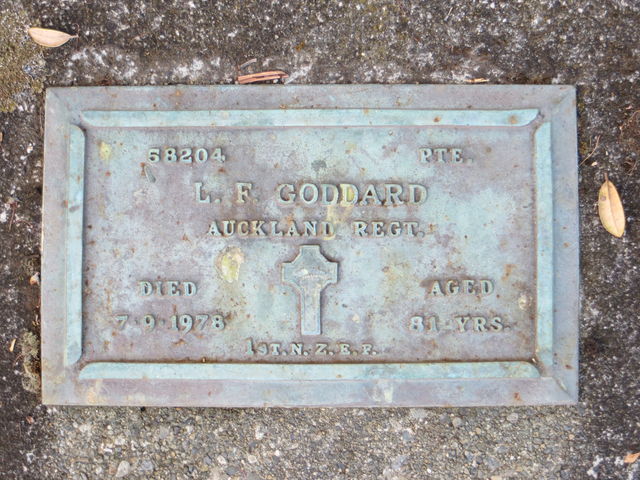 58204 PTE.
L. F. GODDARD
AUCKLAND REGT.
DIED AGED
7·9·1978 81·YRS.
1ST. N. Z. E. F.